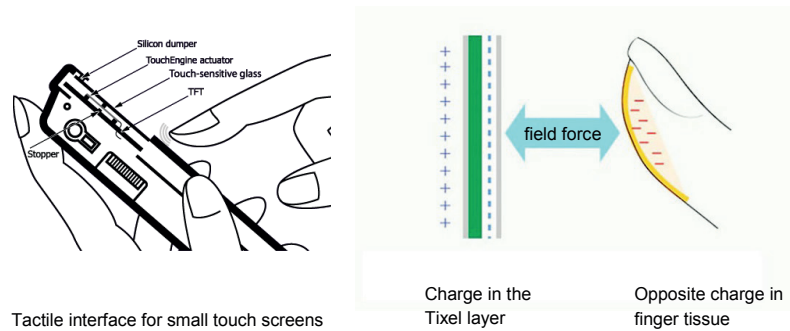 Silicon dumper
TouchEngine actuator
Touch-sensitive glass
TFT
Stopper
field force
Charge in the
Tixel layer
Opposite charge in
finger tissue
Tactile interface for small touch screens